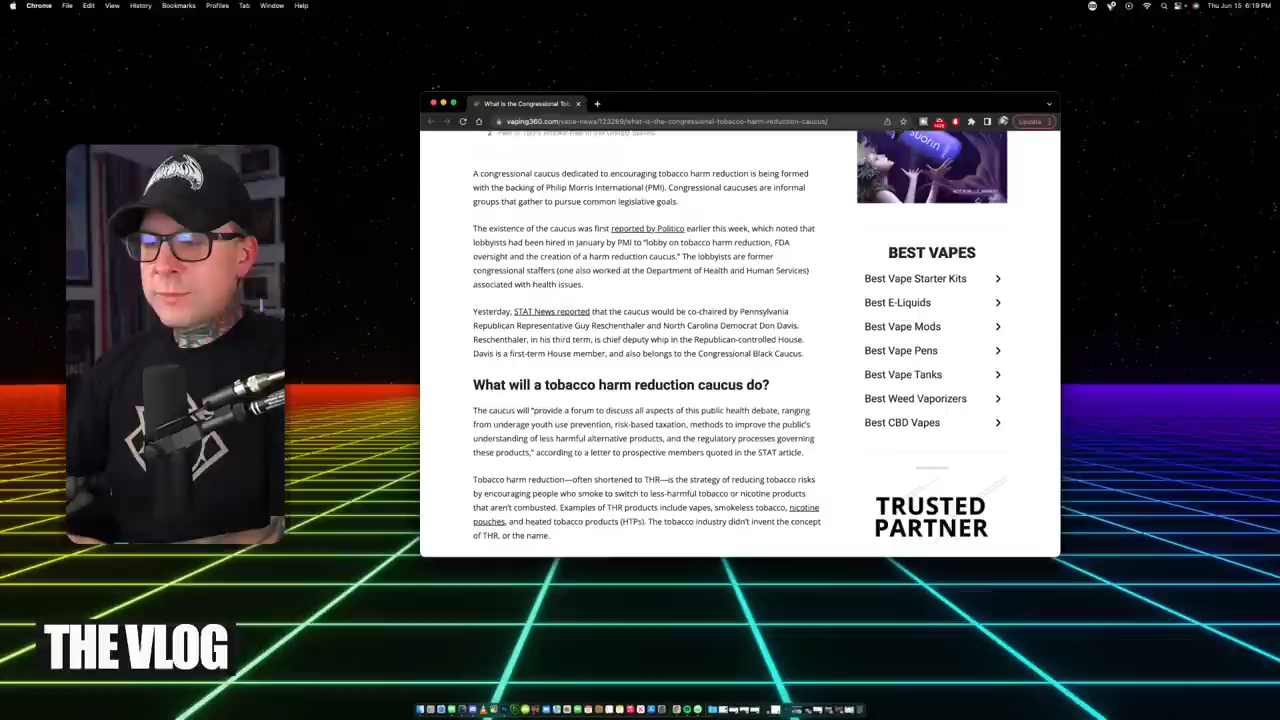 Chrome File Edit View History Bookmarks Profiles Tab Window Help
Thu Jun 15 6:19 PM
What Is the Congressional Tob
vaping360.com/vape-news/123269/what-is-the-congressional-tobacco-harm-reduction-caucus/
Update
A congressional caucus dedicated to encouraging tobacco harm reduction is being formed
with the backing of Philip Morris International (PMI). Congressional caucuses are informal
groups that gather to pursue common legislative goals.
The existence of the caucus was first reported by Politico earlier this week, which noted that
lobbyists had been hired in January by PMI to “lobby on tobacco harm reduction, FDA
oversight and the creation of a harm reduction caucus.” The lobbyists are former
congressional staffers (one also worked at the Department of Health and Human Services)
associated with health issues.
Yesterday, STAT News reported that the caucus would be co-chaired by Pennsylvania
Republican Representative Guy Reschenthaler and North Carolina Democrat Don Davis.
Reschenthaler, in his third term, is chief deputy whip in the Republican-controlled House.
Davis is a first-term House member, and also belongs to the Congressional Black Caucus.
What will a tobacco harm reduction caucus do?
The caucus will “provide a forum to discuss all aspects of this public health debate, ranging
from underage youth use prevention, risk-based taxation, methods to improve the public’s
understanding of less harmful alternative products, and the regulatory processes governing
these products,” according to a letter to prospective members quoted in the STAT article.
Tobacco harm reduction—often shortened to THR—is the strategy of reducing tobacco risks
by encouraging people who smoke to switch to less-harmful tobacco or nicotine products
that aren’t combusted. Examples of THR products include vapes, smokeless tobacco, nicotine
pouches, and heated tobacco products (HTPs). The tobacco industry didn’t invent the concept
of THR, or the name.
SUORIN
BEST VAPES
Best Vape Starter Kits
Best E-Liquids
Best Vape Mods
Best Vape Pens
Best Vape Tanks
Best Weed Vaporizers
Best CBD Vapes
TRUSTED
PARTNER
THE VLOG